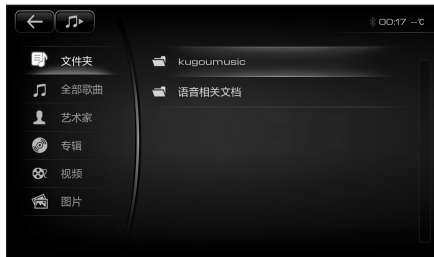 00:17 --℃
文件夹
全部歌曲
艺术家
专辑
视频
图片
kugoumusic
语音相关文档